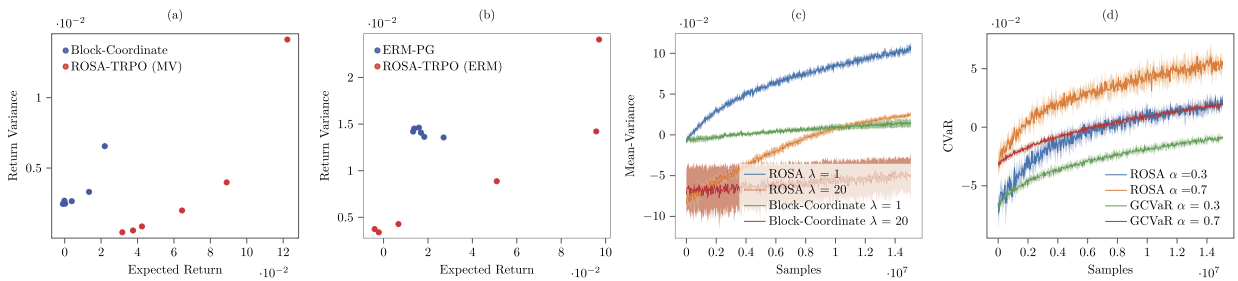 (a)
·10⁻²
Return Variance
1
0.5
Block-Coordinate
ROSA-TRPO (MV)
0 2 4 6 8 10 12
Expected Return
·10⁻²
(b)
·10⁻²
Return Variance
2
1.5
1
0.5
ERM-PG
ROSA-TRPO (ERM)
0 2 4 6 8 10
Expected Return
·10⁻²
(c)
·10⁻²
Mean-Variance
10
5
0
−5
−10
ROSA λ = 1
ROSA λ = 20
Block-Coordinate λ = 1
Block-Coordinate λ = 20
0 0.2 0.4 0.6 0.8 1 1.2 1.4
Samples
·10⁷
(d)
·10⁻²
CVaR
5
0
−5
ROSA α =0.3
ROSA α =0.7
GCVaR α = 0.3
GCVaR α = 0.7
0 0.2 0.4 0.6 0.8 1 1.2 1.4
Samples
·10⁷